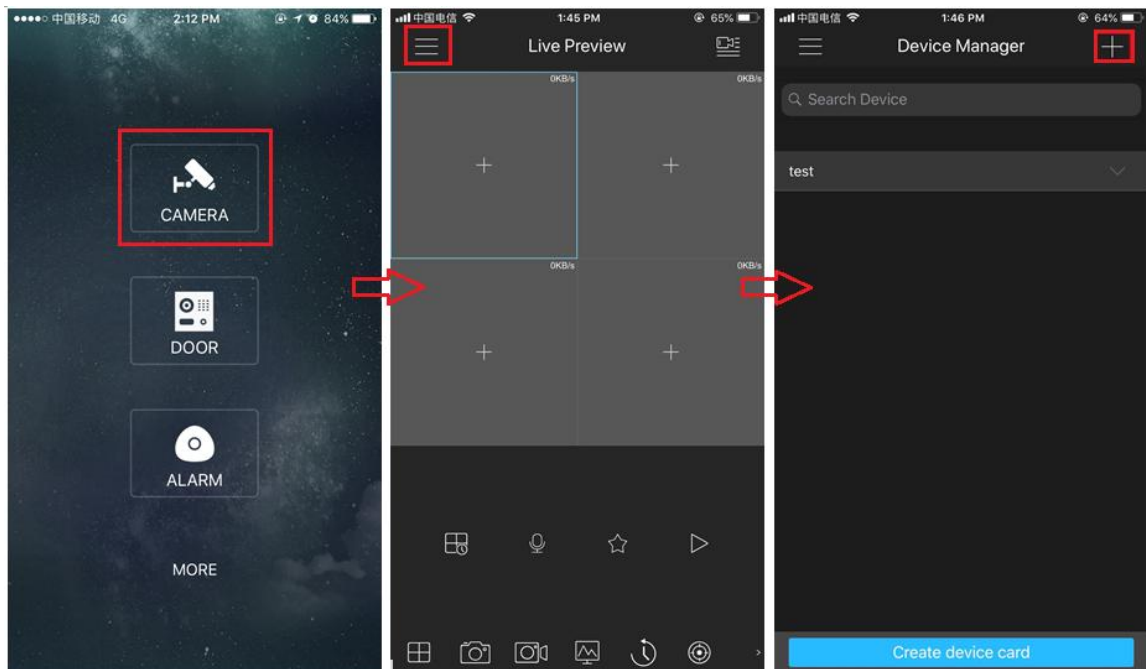 中国移动 4G 2:12 PM 84%
CAMERA
DOOR
ALARM
MORE
中国电信 1:45 PM 65%
Live Preview
0KB/s 0KB/s
0KB/s 0KB/s
中国电信 1:46 PM 64%
Device Manager
Search Device
test
Create device card